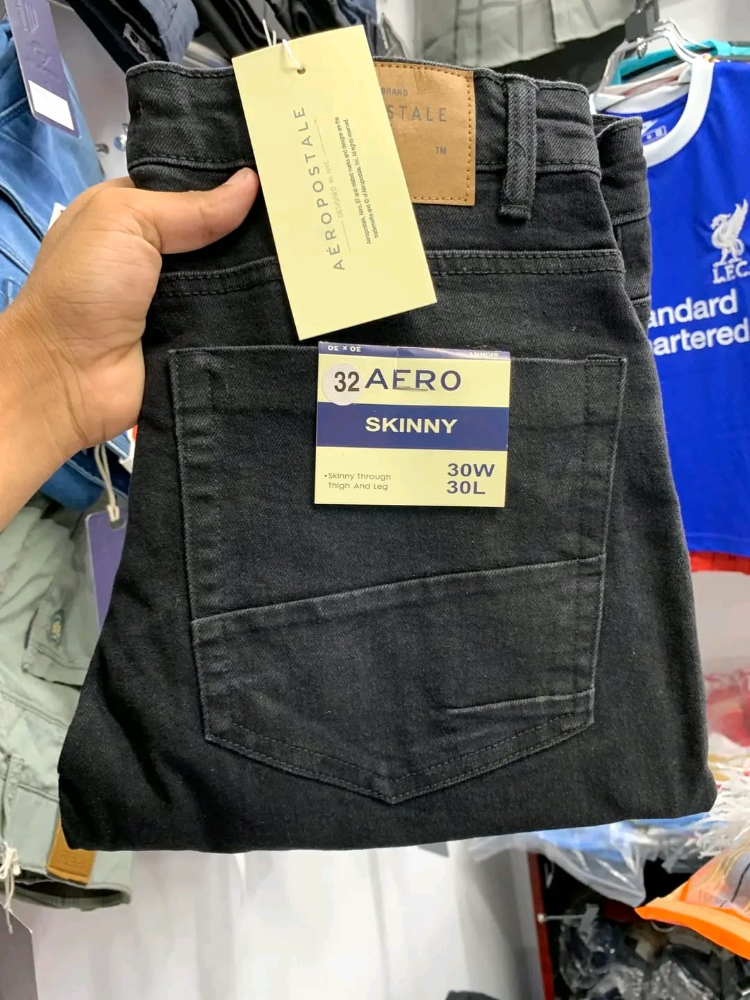 AÉROPOSTALE
DESIGNED IN NYC
Aéropostale, Aéro, 87 and related marks and designs are the
trademarks and © of Aéropostale, Inc. All rights reserved.
BRAND
STALE
TM
30 x 30
SKINNY
32
AERO
SKINNY
• Skinny Through
Thigh And Leg
30W
30L
L.F.C.
andard
artered